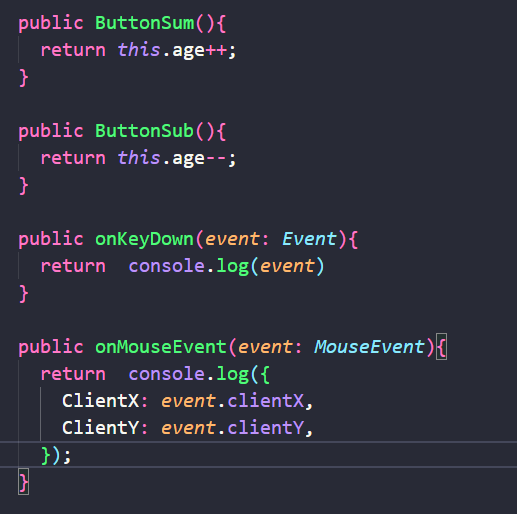 public ButtonSum(){
  return this.age++;
}

public ButtonSub(){
  return this.age--;
}

public onKeyDown(event: Event){
  return  console.log(event)
}

public onMouseEvent(event: MouseEvent){
  return  console.log({
    ClientX: event.clientX,
    ClientY: event.clientY,
  });
}